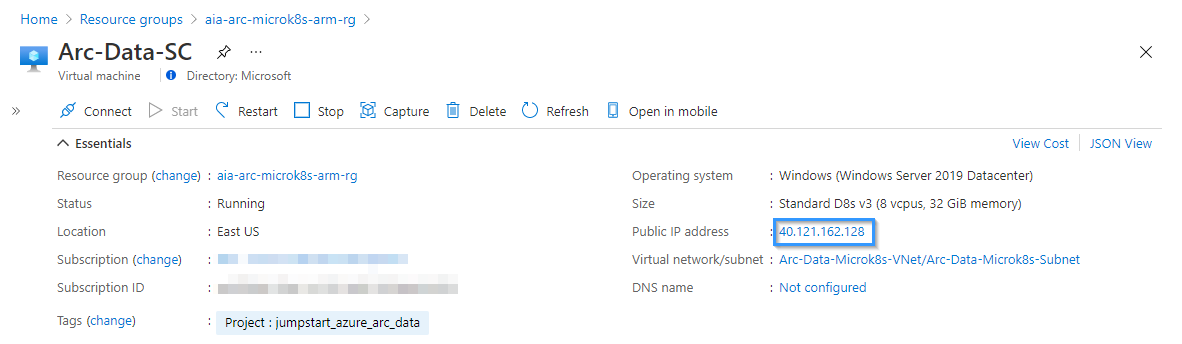 Home > Resource groups > aia-arc-microk8s-arm-rg >
Arc-Data-SC ...
Virtual machine | Directory: Microsoft
» Connect Start Restart Stop Capture Delete Refresh Open in mobile
Essentials View Cost JSON View
Resource group (change) : aia-arc-microk8s-arm-rg Operating system : Windows (Windows Server 2019 Datacenter)
Status : Running Size : Standard D8s v3 (8 vcpus, 32 GiB memory)
Location : East US Public IP address : 40.121.162.128
Subscription (change) : Virtual network/subnet : Arc-Data-Microk8s-VNet/Arc-Data-Microk8s-Subnet
Subscription ID : DNS name : Not configured
Tags (change) : Project : jumpstart_azure_arc_data